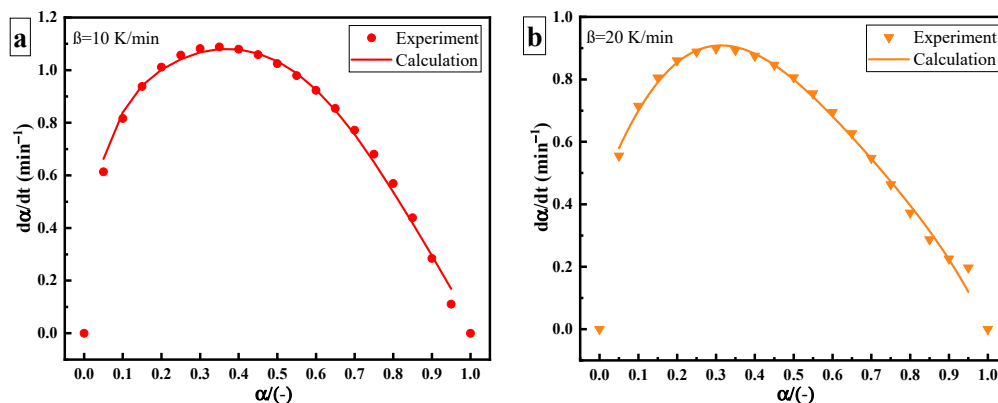 a
ß=10 K/min
Experiment
Calculation
dα/dt (min⁻¹)
1.2
1.0
0.8
0.6
0.4
0.2
0.0
0.0 0.1 0.2 0.3 0.4 0.5 0.6 0.7 0.8 0.9 1.0
α/(-)
b
ß=20 K/min
Experiment
Calculation
dα/dt (min⁻¹)
1.0
0.8
0.6
0.4
0.2
0.0
0.0 0.1 0.2 0.3 0.4 0.5 0.6 0.7 0.8 0.9 1.0
α/(-)